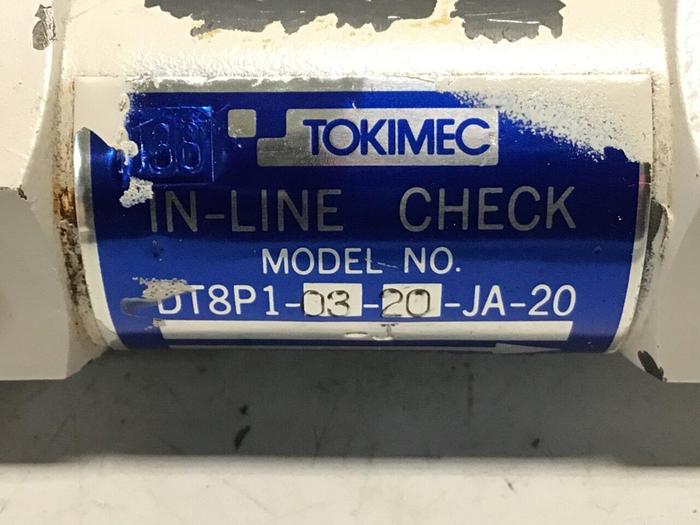 TOKIMEC
IN-LINE CHECK
MODEL NO.
DT8P1-03-20-JA-20